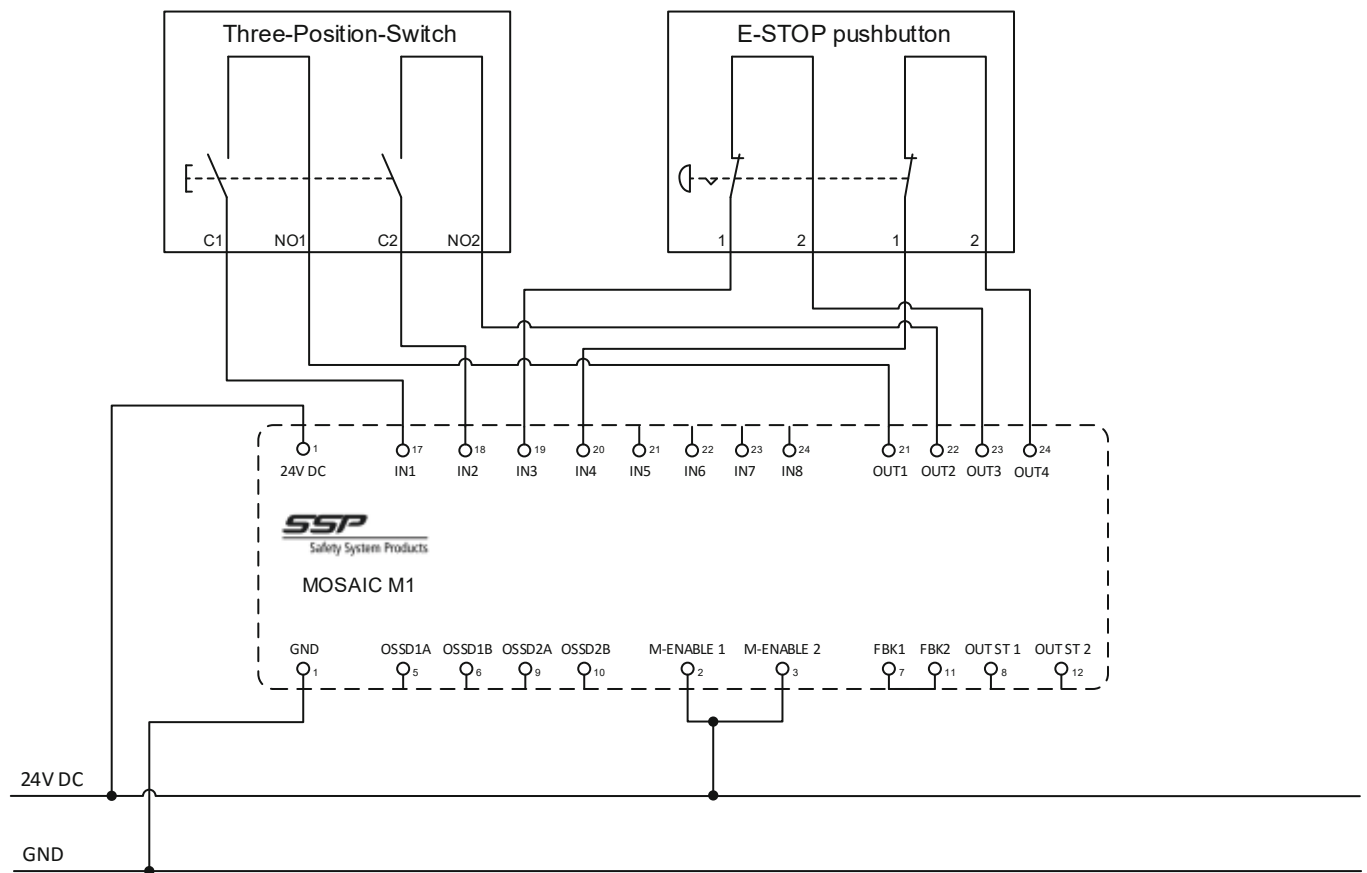 Three-Position-Switch
E-STOP pushbutton
C1 NO1 C2 NO2
1 2 1 2
1 17 18 19 20 21 22 23 24 21 22 23 24
24V DC IN1 IN2 IN3 IN4 IN5 IN6 IN7 IN8 OUT1 OUT2 OUT3 OUT4
SSP
Safety System Products
MOSAIC M1
GND OSSD1A OSSD1B OSSD2A OSSD2B M-ENABLE 1 M-ENABLE 2 FBK1 FBK2 OUT ST 1 OUT ST 2
1 5 6 9 10 2 3 7 11 8 12
24V DC
GND